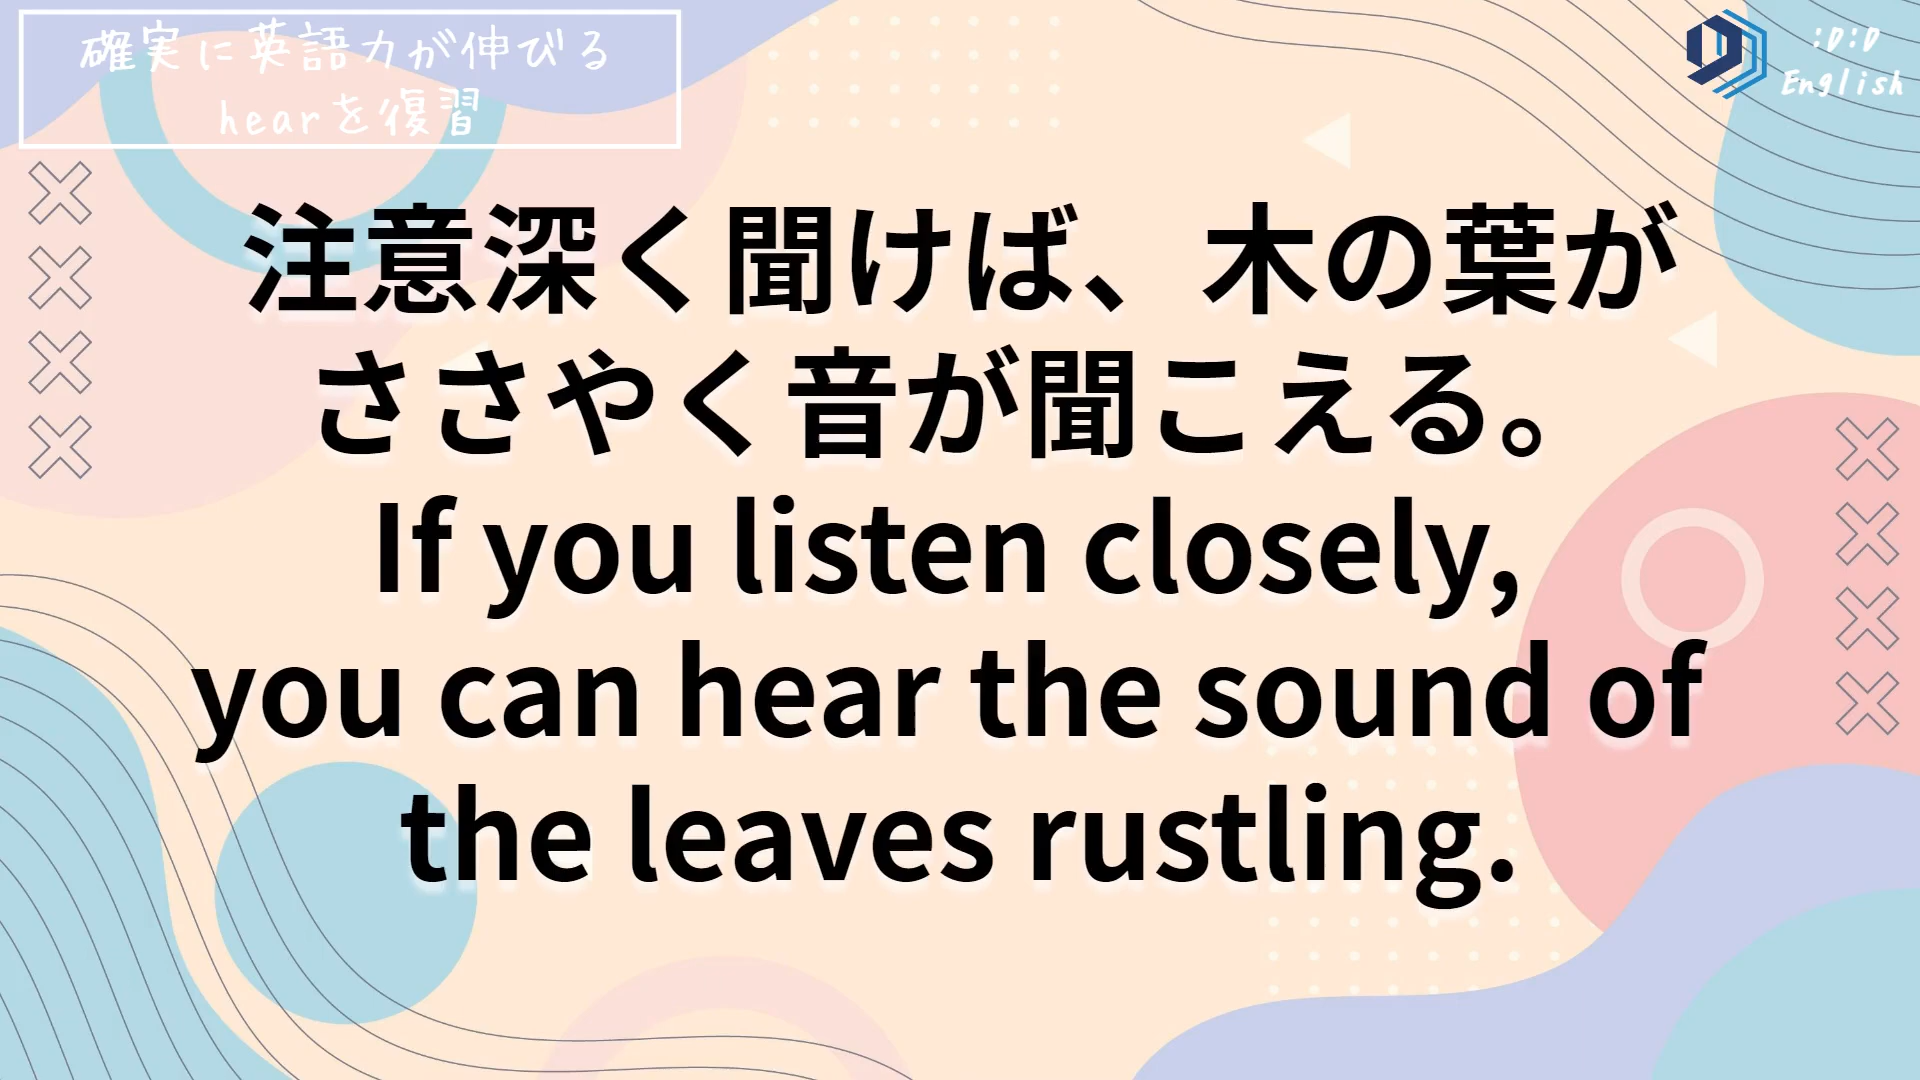 確実に英語力が伸びる
hearを復習
:D:D
English
注意深く聞けば、木の葉が
ささやく音が聞こえる。
If you listen closely,
you can hear the sound of
the leaves rustling.